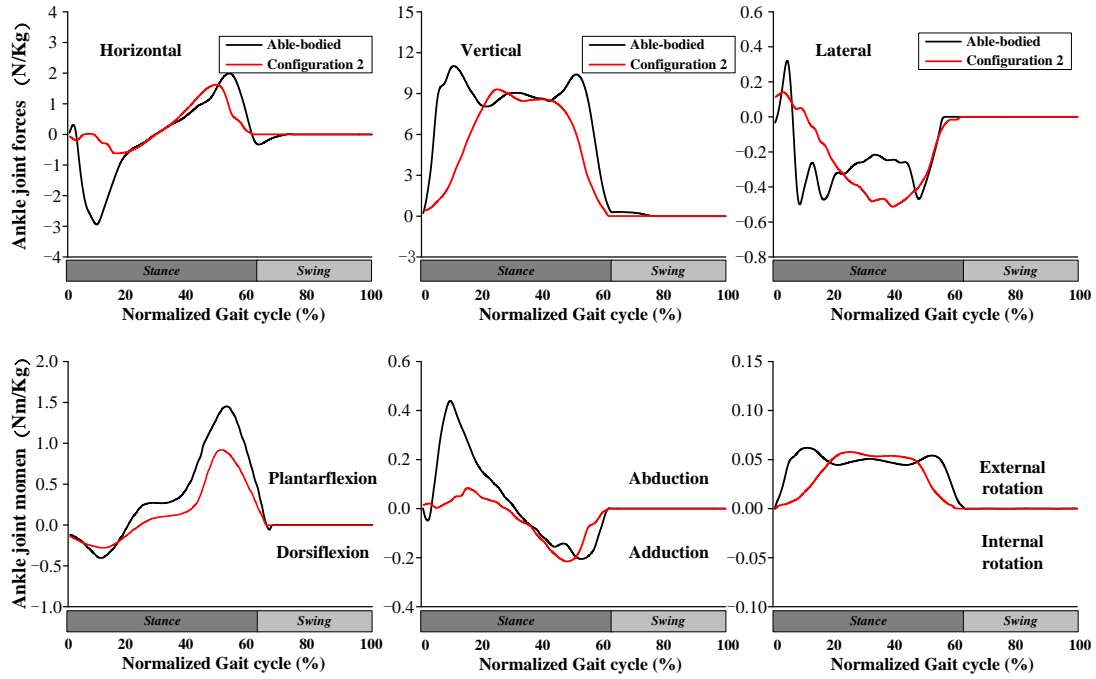 Ankle joint forces (N/Kg)
4
3
2
1
0
−1
−2
−3
−4
Horizontal
Able-bodied
Configuration 2
Stance
Swing
0 20 40 60 80 100
Normalized Gait cycle (%)
15
12
9
6
3
0
−3
Vertical
Able-bodied
Configuration 2
Stance
Swing
0 20 40 60 80 100
Normalized Gait cycle (%)
0.6
0.4
0.2
0.0
−0.2
−0.4
−0.6
−0.8
Lateral
Able-bodied
Configuration 2
Stance
Swing
0 20 40 60 80 100
Normalized Gait cycle (%)
Ankle joint momen (Nm/Kg)
2.0
1.5
1.0
0.5
0.0
−0.5
−1.0
Plantarflexion
Dorsiflexion
Stance
Swing
0 20 40 60 80 100
Normalized Gait cycle (%)
0.6
0.4
0.2
0.0
−0.2
−0.4
Abduction
Adduction
Stance
Swing
0 20 40 60 80 100
Normalized Gait cycle (%)
0.15
0.10
0.05
0.00
−0.05
−0.10
External
rotation
Internal
rotation
Stance
Swing
0 20 40 60 80 100
Normalized Gait cycle (%)